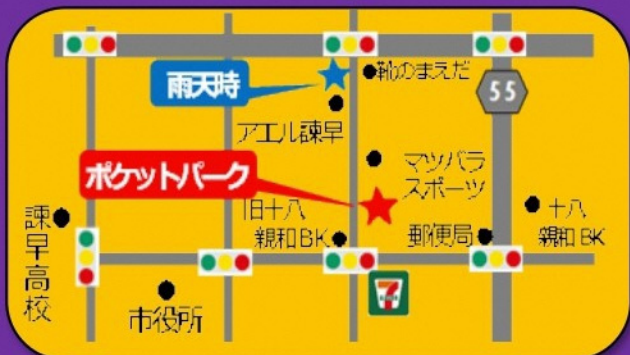 雨天時
靴のまえだ
55
アエル諫早
ポケットパーク
マツバラ
スポーツ
諫早高校
旧十八
親和BK
郵便局
十八
親和BK
市役所
7